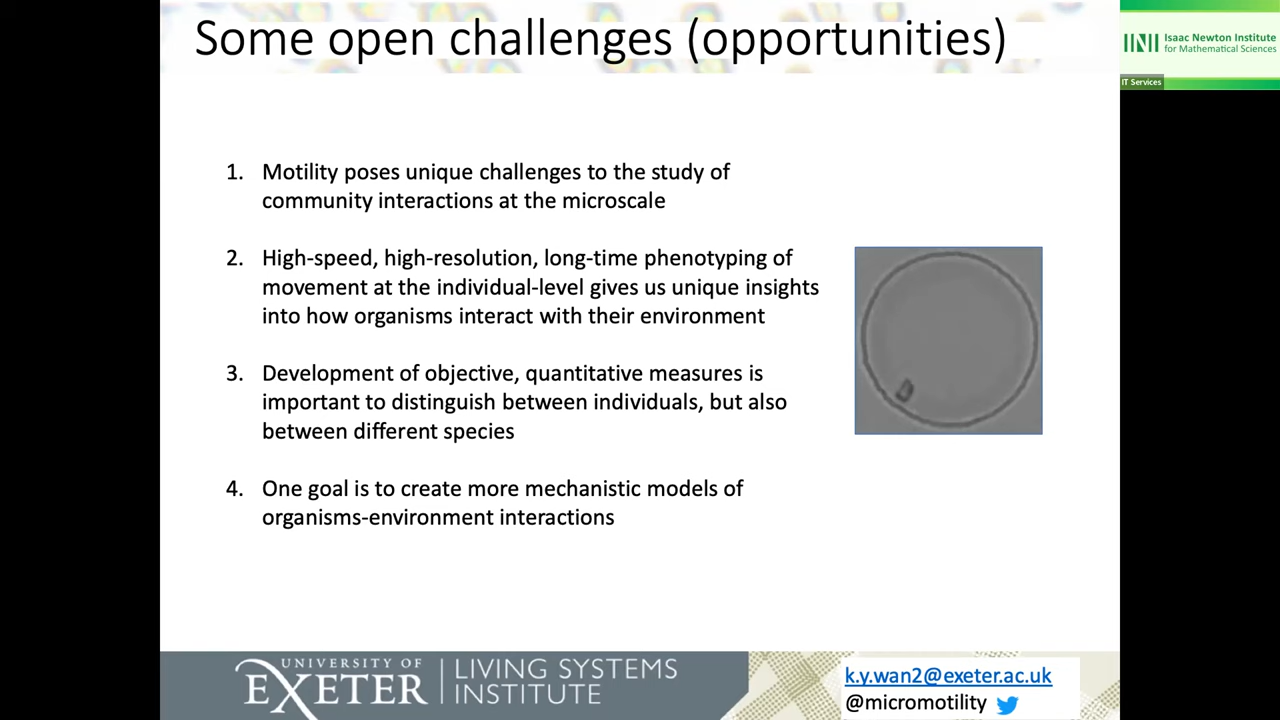 Some open challenges (opportunities)
Isaac Newton Institute
for Mathematical Sciences
IT Services
1. Motility poses unique challenges to the study of
community interactions at the microscale
2. High-speed, high-resolution, long-time phenotyping of
movement at the individual-level gives us unique insights
into how organisms interact with their environment
3. Development of objective, quantitative measures is
important to distinguish between individuals, but also
between different species
4. One goal is to create more mechanistic models of
organisms-environment interactions
UNIVERSITY OF
EXETER
LIVING SYSTEMS
INSTITUTE
k.y.wan2@exeter.ac.uk
@micromotility